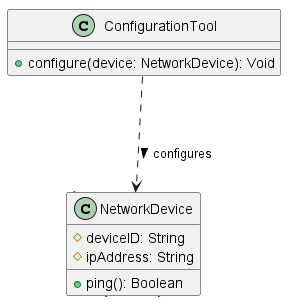 C ConfigurationTool
configure(device: NetworkDevice): Void
configures
C NetworkDevice
deviceID: String
ipAddress: String
ping(): Boolean